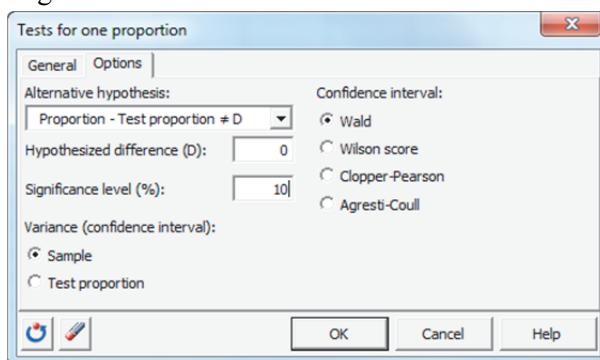 Tests for one proportion
General
Options
Alternative hypothesis:
Proportion - Test proportion ≠ D
Hypothesized difference (D):
0
Significance level (%):
10
Variance (confidence interval):
Sample
Test proportion
Confidence interval:
Wald
Wilson score
Clopper-Pearson
Agresti-Coull
OK
Cancel
Help